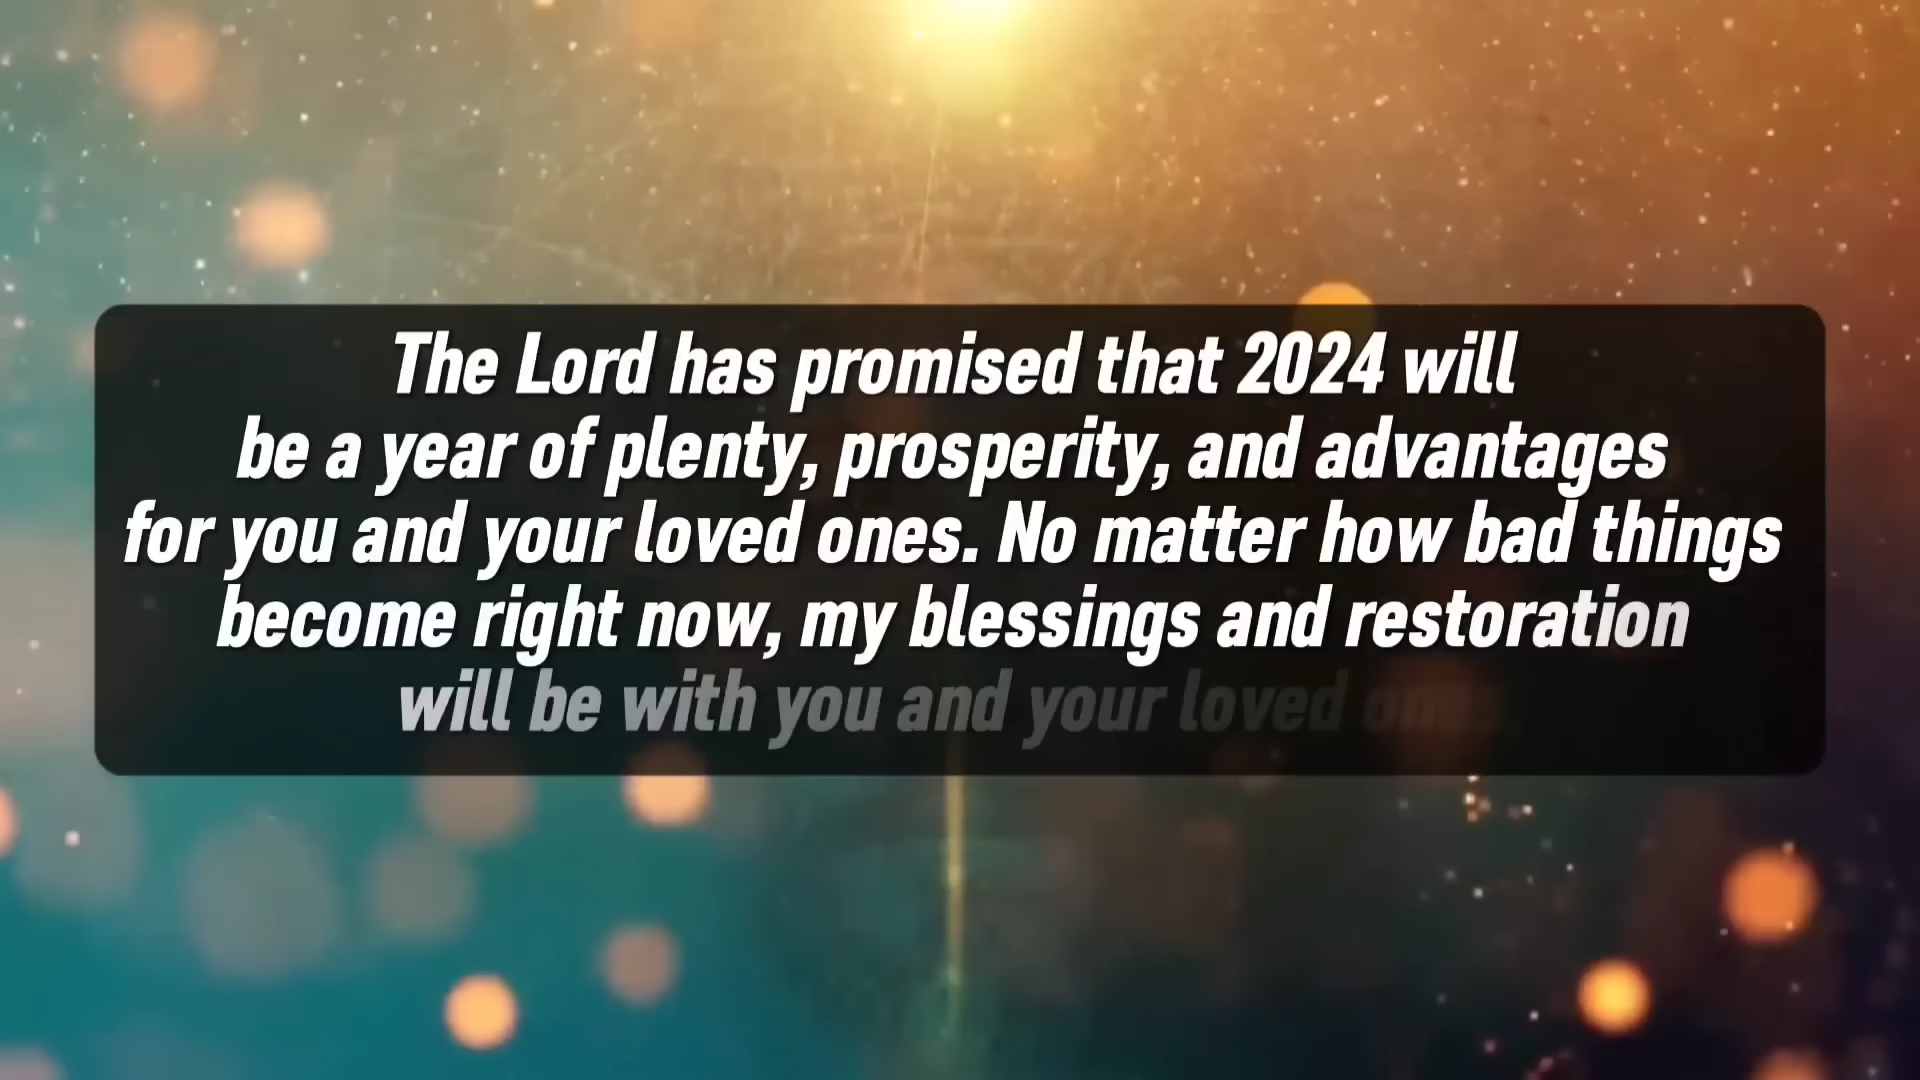 The Lord has promised that 2024 will
be a year of plenty, prosperity, and advantages
for you and your loved ones. No matter how bad things
become right now, my blessings and restoration
will be with you and your loved